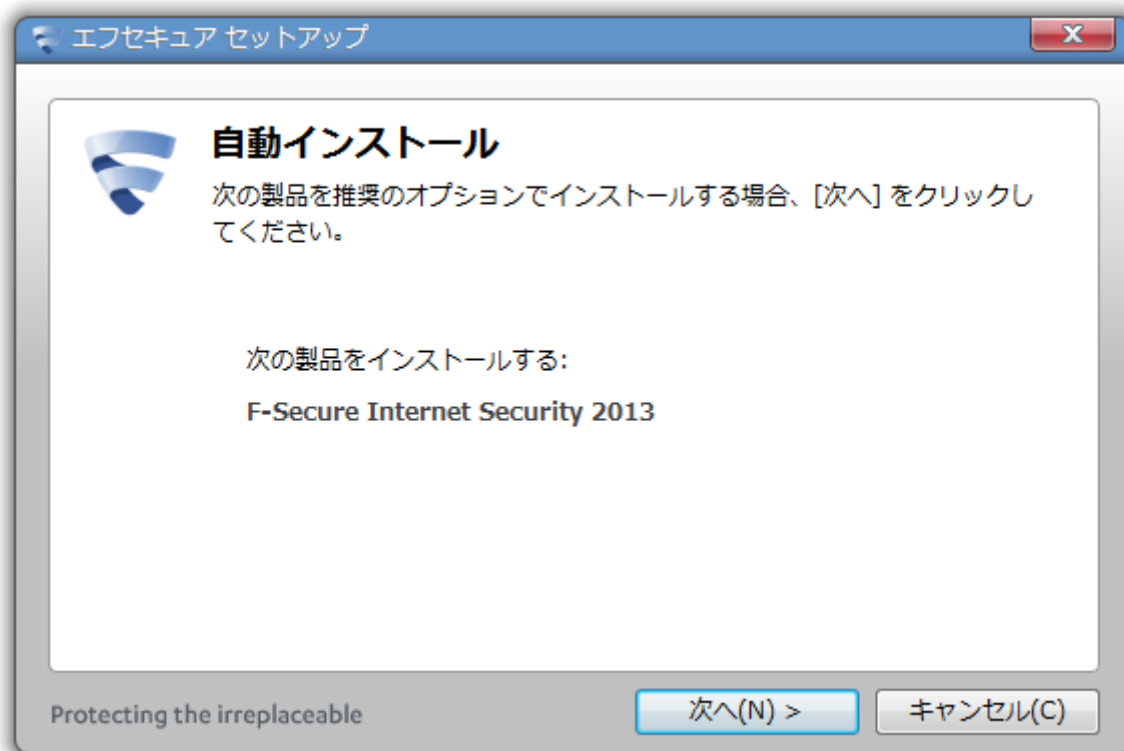 エフセキュア セットアップ
自動インストール
次の製品を推奨のオプションでインストールする場合、[次へ] をクリックし
てください。
次の製品をインストールする:
F-Secure Internet Security 2013
Protecting the irreplaceable
次へ(N) >
キャンセル(C)